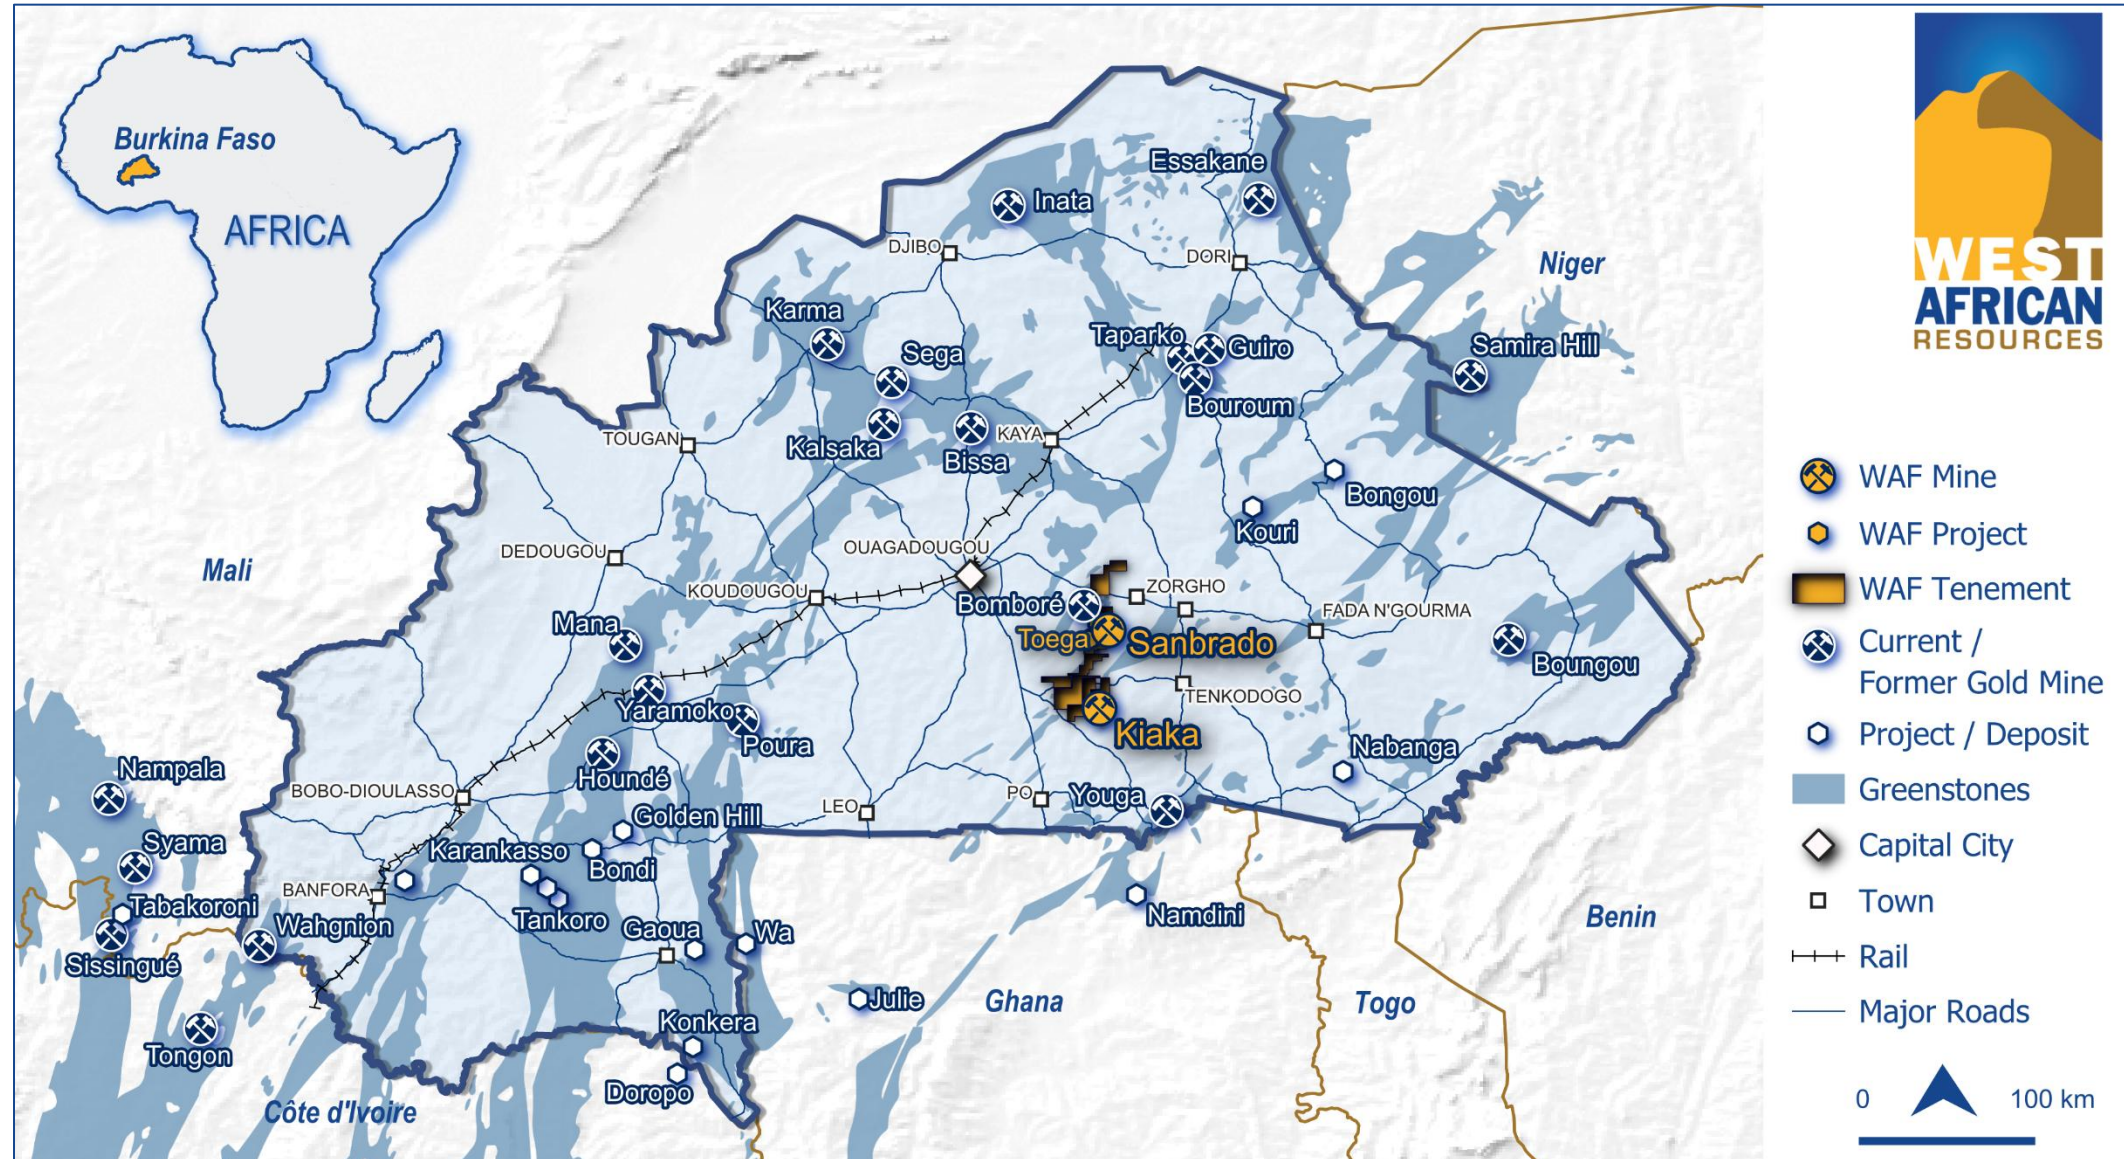 Burkina Faso
AFRICA
Essakane
Inata
DJIBO
DORI
Niger
Karma
Sega
Taparko
Guiro
Samira Hill
Bouroum
TOUGAN
Kalsaka
Bissa
KAYA
Bongou
Kouri
Mali
DEDOUGOU
OUAGADOUGOU
KOUDOUGOU
Bomboré
ZORGHO
FADA N'GOURMA
Mana
Toega
Sanbrado
Boungou
Yaramoko
Poura
TENKODOGO
Kiaka
Nampala
Houndé
Nabanga
BOBO-DIOULASSO
LEO
PO
Youga
Golden Hill
Syama
Karankasso
Bondi
BANFORA
Tabakoroni
Wahgnion
Tankoro
Gaoua
Wa
Namdini
Benin
Sissingué
Julie
Ghana
Togo
Konkera
Tongon
Doropo
Côte d'Ivoire
WEST
AFRICAN
RESOURCES
WAF Mine
WAF Project
WAF Tenement
Current /
Former Gold Mine
Project / Deposit
Greenstones
Capital City
Town
Rail
Major Roads
0 100 km